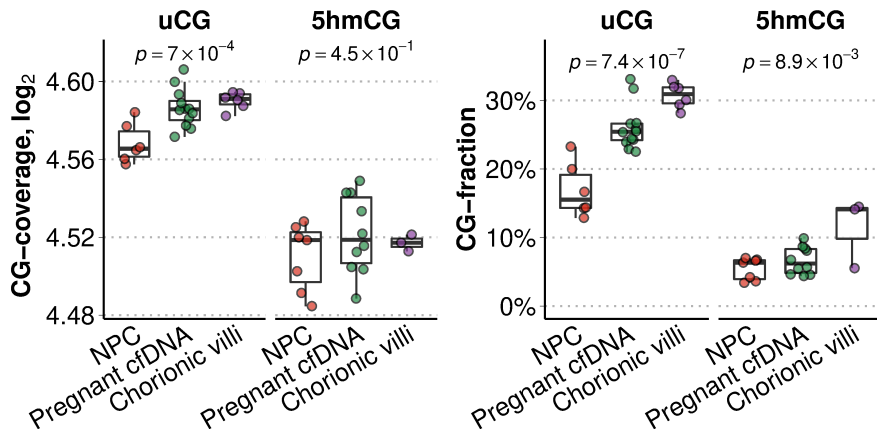 uCG
5hmCG
p = 7 × 10⁻⁴
p = 4.5 × 10⁻¹
CG−coverage, log₂
4.60
4.56
4.52
4.48
NPC
Pregnant cfDNA
Chorionic villi
NPC
Pregnant cfDNA
Chorionic villi
uCG
5hmCG
p = 7.4 × 10⁻⁷
p = 8.9 × 10⁻³
CG−fraction
30%
20%
10%
0%
NPC
Pregnant cfDNA
Chorionic villi
NPC
Pregnant cfDNA
Chorionic villi